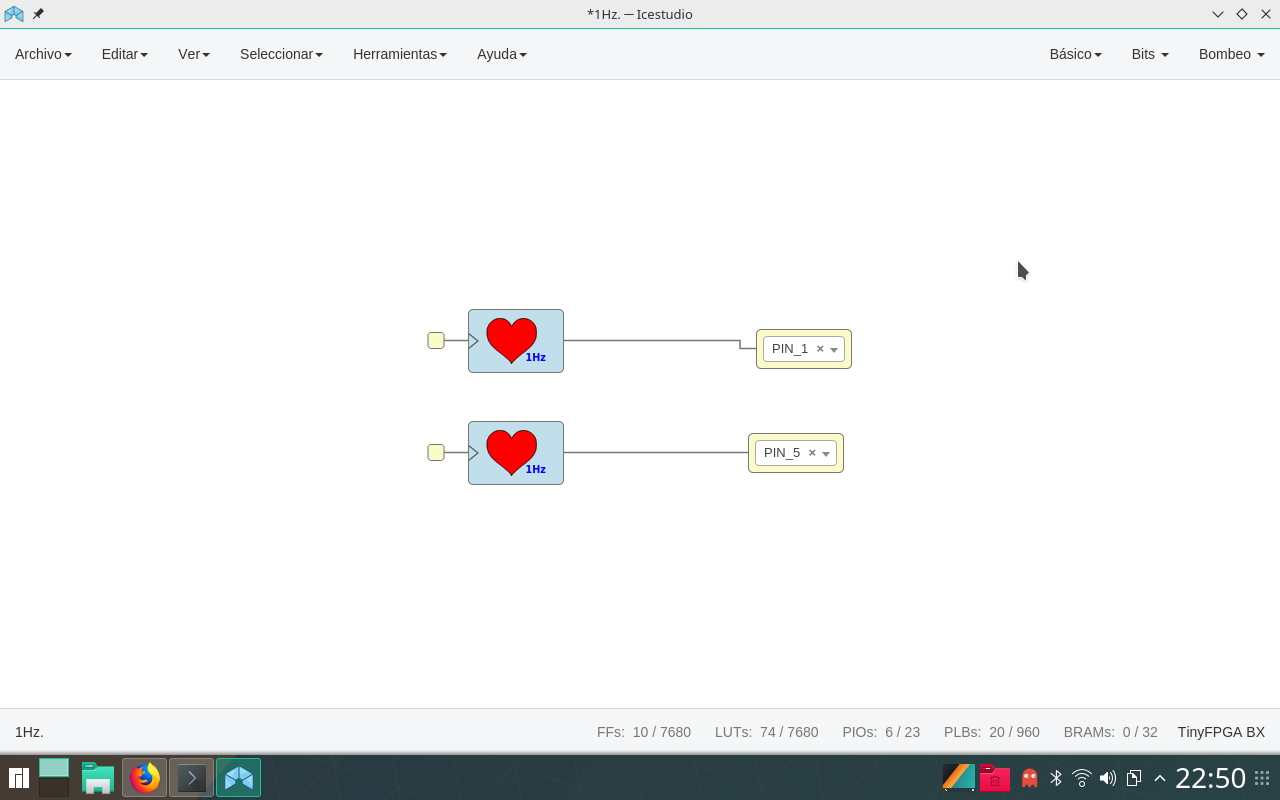 *1Hz. — Icestudio
Archivo Editar Ver Seleccionar Herramientas Ayuda Básico Bits Bombeo
1Hz
PIN_1 ×
1Hz
PIN_5 ×
1Hz. FFs: 10 / 7680 LUTs: 74 / 7680 PIOs: 6 / 23 PLBs: 20 / 960 BRAMs: 0 / 32 TinyFPGA BX
22:50